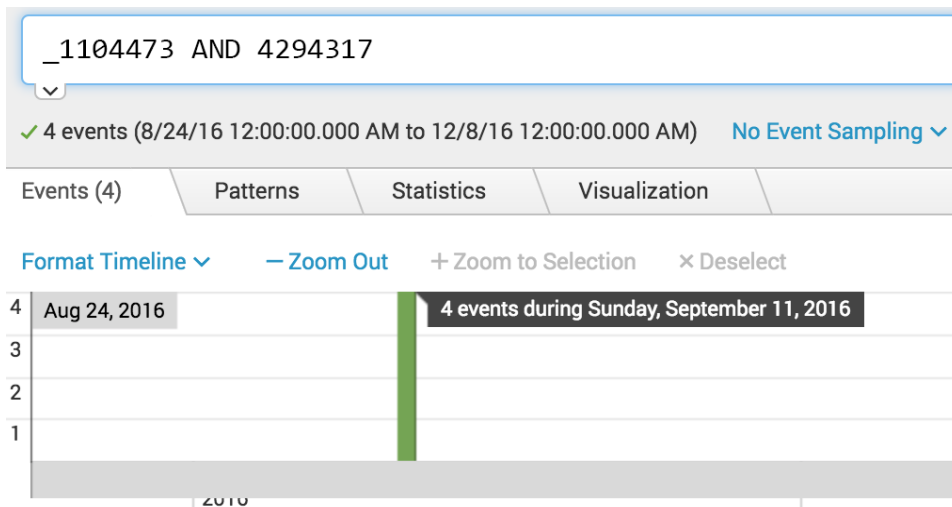 _1104473 AND 4294317
4 events (8/24/16 12:00:00.000 AM to 12/8/16 12:00:00.000 AM) No Event Sampling
Events (4) Patterns Statistics Visualization
Format Timeline — Zoom Out + Zoom to Selection × Deselect
4 Aug 24, 2016 4 events during Sunday, September 11, 2016
3
2
1
2016